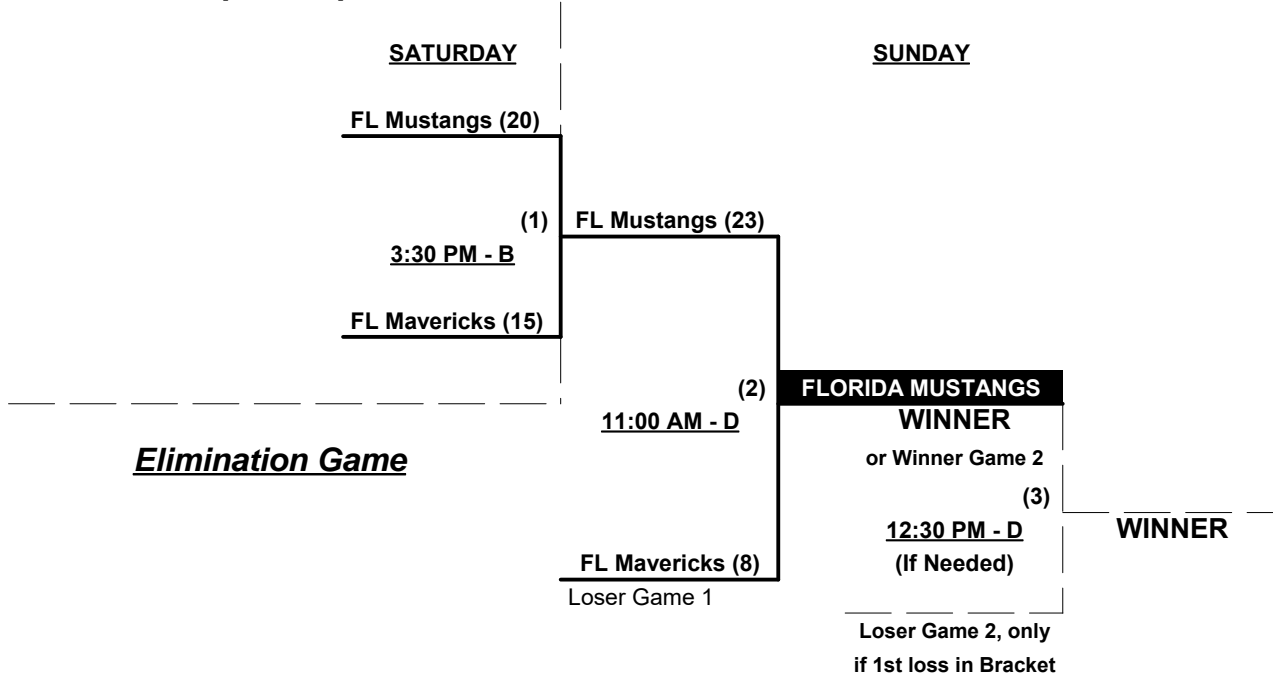 SATURDAY
SUNDAY
FL Mustangs (20)
(1)
FL Mustangs (23)
3:30 PM - B
FL Mavericks (15)
(2)
FLORIDA MUSTANGS
11:00 AM - D
WINNER
Elimination Game
or Winner Game 2
(3)
12:30 PM - D
WINNER
(If Needed)
FL Mavericks (8)
Loser Game 1
Loser Game 2, only
if 1st loss in Bracket